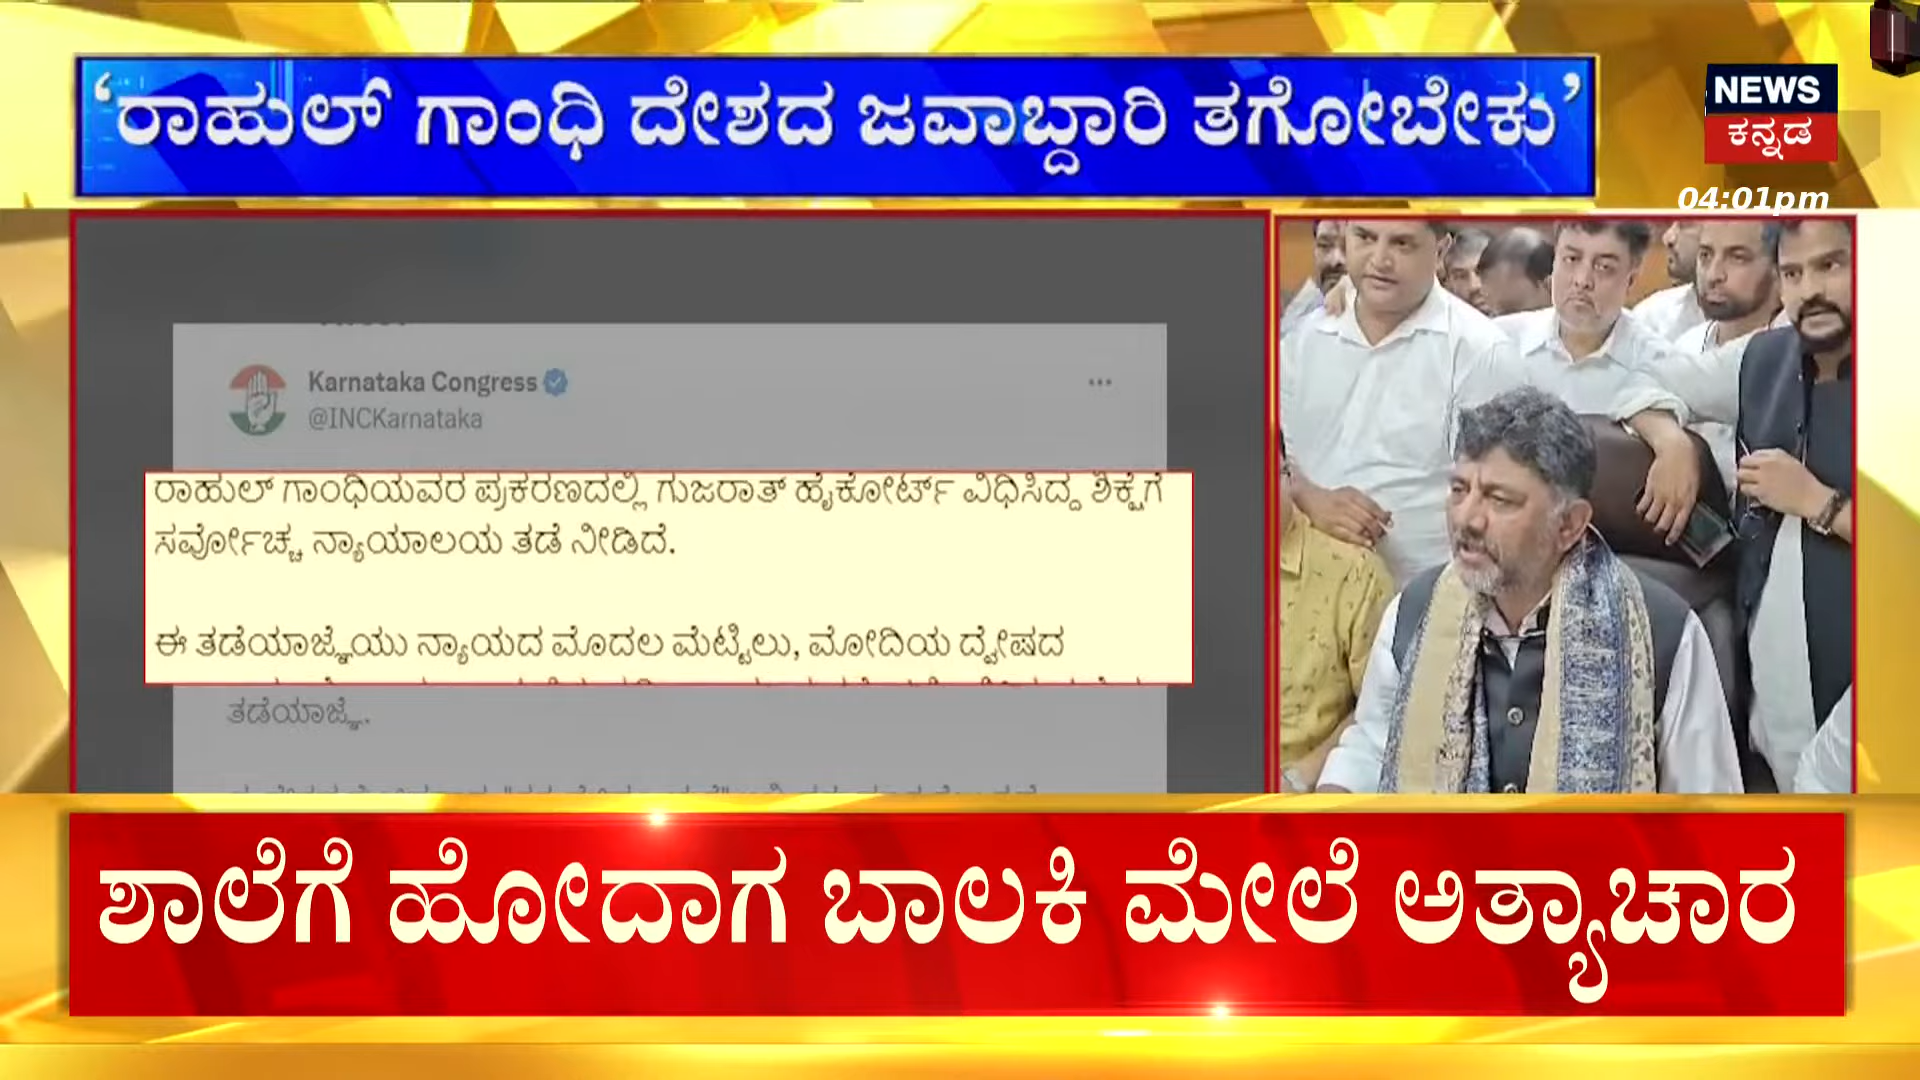 ‘ರಾಹುಲ್ ಗಾಂಧಿ ದೇಶದ ಜವಾಬ್ದಾರಿ ತಗೋಬೇಕು’
NEWS
ಕನ್ನಡ
04:01pm
Karnataka Congress
@INCKarnataka
ರಾಹುಲ್ ಗಾಂಧಿಯವರ ಪ್ರಕರಣದಲ್ಲಿ ಗುಜರಾತ್ ಹೈಕೋರ್ಟ್ ವಿಧಿಸಿದ್ದ ಶಿಕ್ಷೆಗೆ
ಸರ್ವೋಚ್ಚ ನ್ಯಾಯಾಲಯ ತಡೆ ನೀಡಿದೆ.
ಈ ತಡೆಯಾಜ್ಞೆಯು ನ್ಯಾಯದ ಮೊದಲ ಮೆಟ್ಟಿಲು, ಮೋದಿಯ ದ್ವೇಷದ
ತಡೆಯಾಜ್ಞೆ.
ಶಾಲೆಗೆ ಹೋದಾಗ ಬಾಲಕಿ ಮೇಲೆ ಅತ್ಯಾಚಾರ